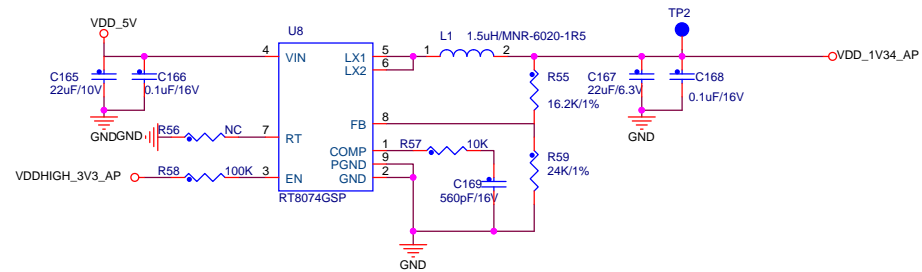 VDD_5V
U8
TP2
L1 1.5uH/MNR-6020-1R5
4 VIN
LX1 5
LX2 6
1 2
VDD_1V34_AP
C165
22uF/10V
C166
0.1uF/16V
R55
16.2K/1%
C167
22uF/6.3V
C168
0.1uF/16V
GND
GND
R56 NC
7 RT
FB 8
GND
COMP 1
R57 10K
PGND 9
GND 2
R59
24K/1%
VDDHIGH_3V3_AP
R58 100K
3 EN
C169
560pF/16V
RT8074GSP
GND